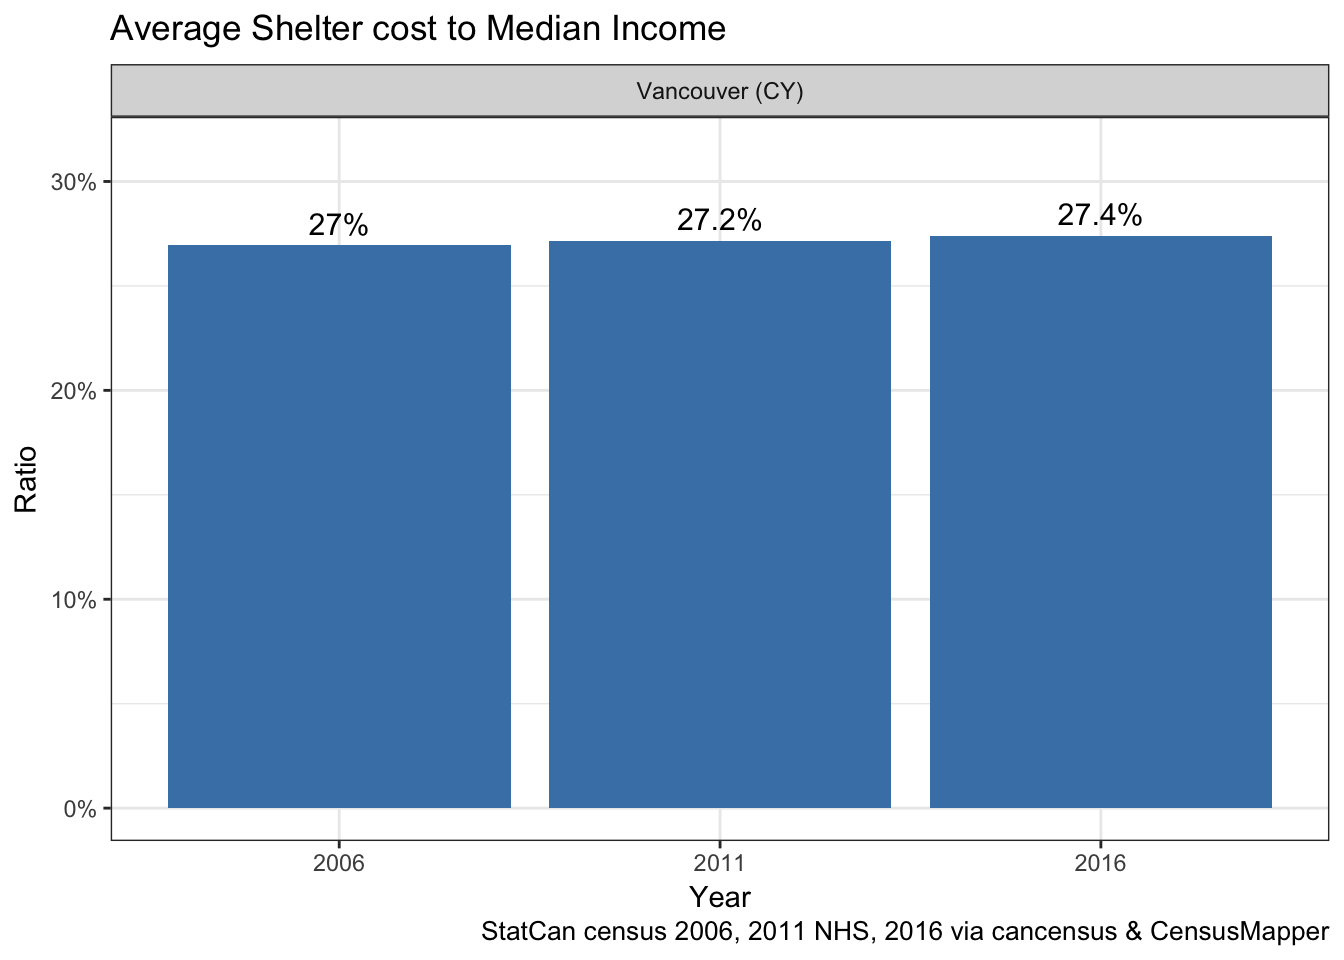 Average Shelter cost to Median Income
Vancouver (CY)
30%
20%
10%
0%
Ratio
27%
27.2%
27.4%
2006
2011
2016
Year
StatCan census 2006, 2011 NHS, 2016 via cancensus & CensusMapper